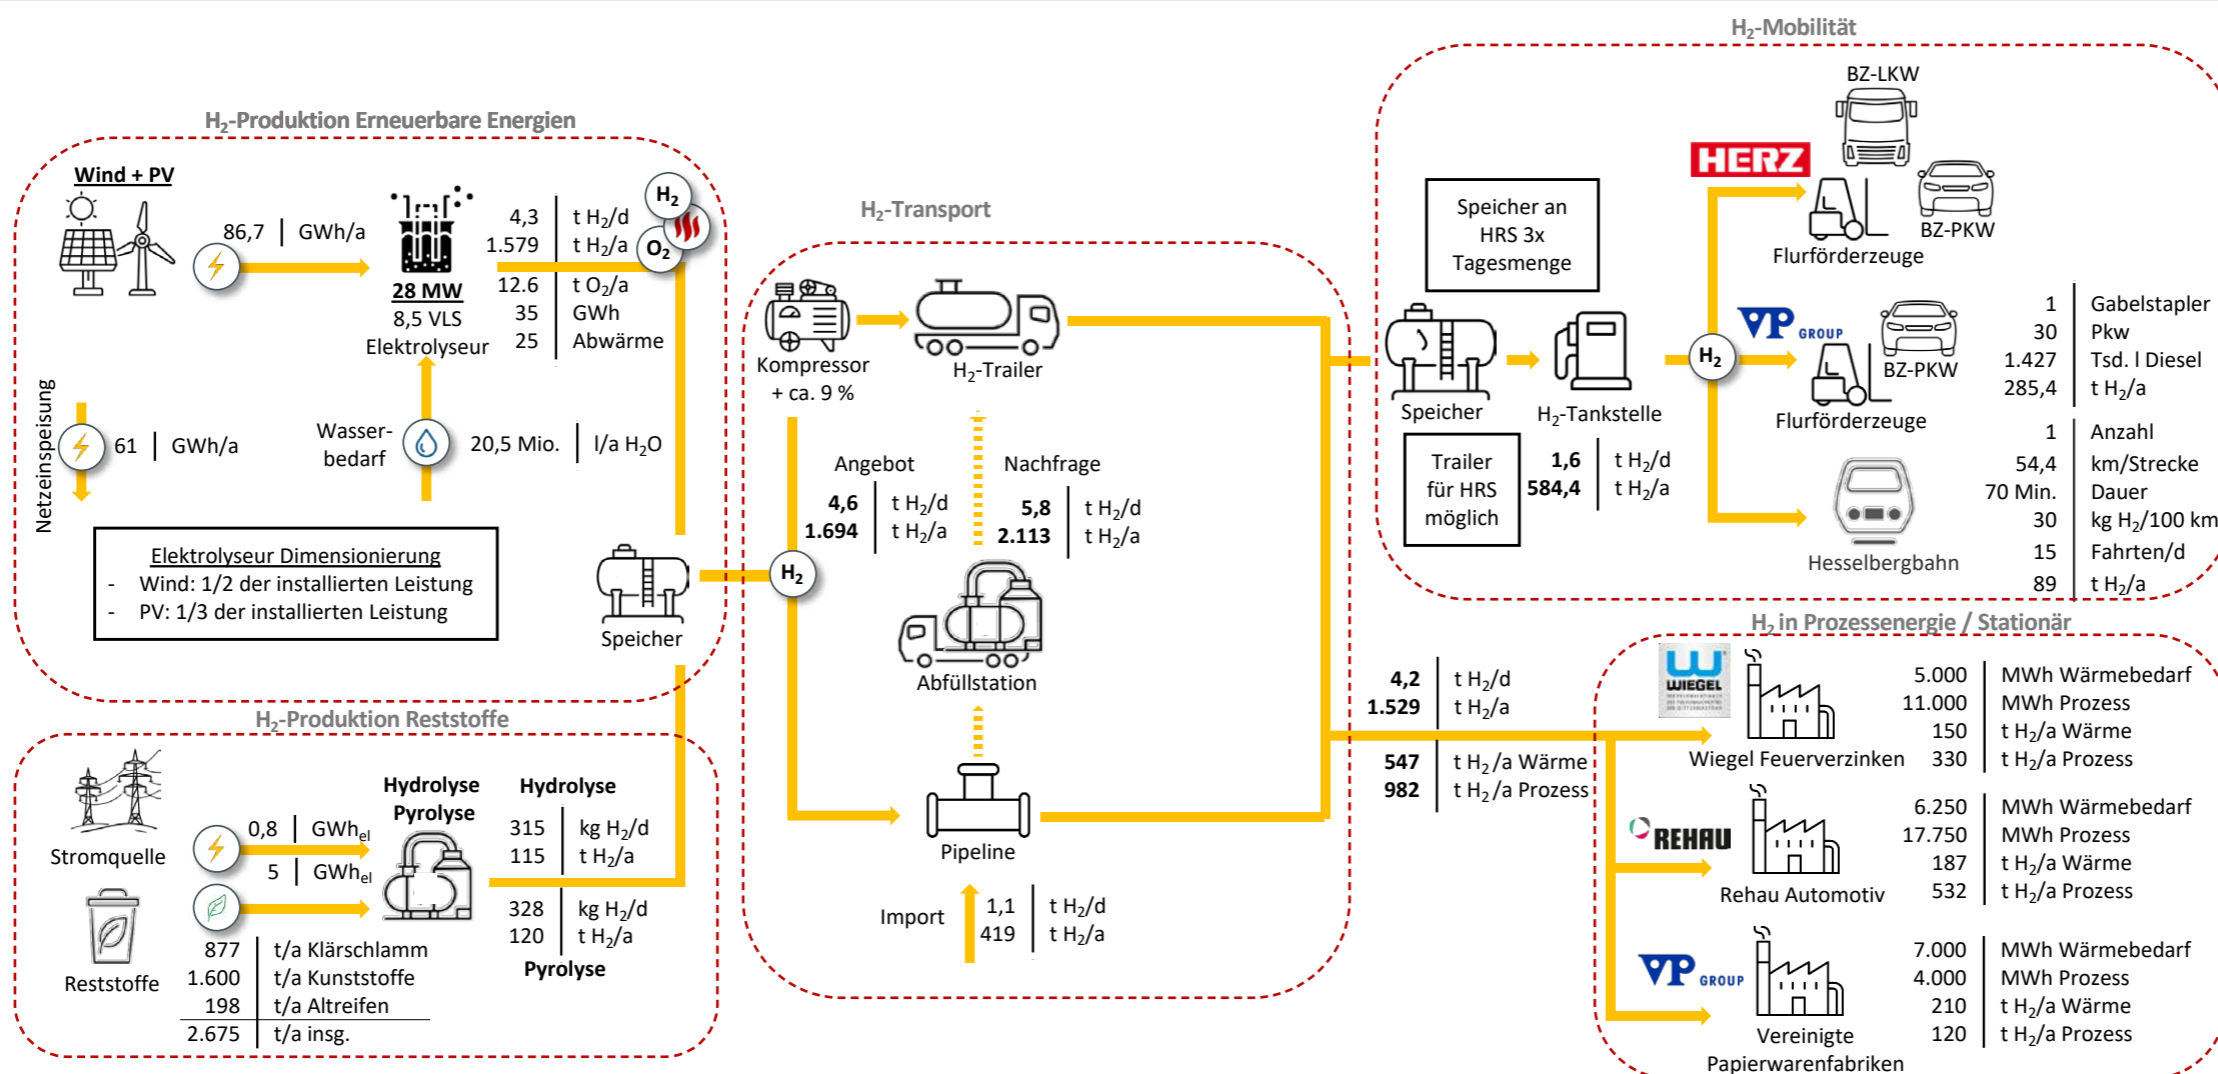 H2-Produktion Erneuerbare Energien
Wind + PV
86,7 | GWh/a
28 MW
8,5 VLS
Elektrolyseur
4,3 | t H2/d
1.579 | t H2/a
12.6 | t O2/a
35 | GWh
25 | Abwärme
H2
O2
Netzeinspeisung
61 | GWh/a
Wasser-
bedarf
20,5 Mio. | l/a H2O
Elektrolyseur Dimensionierung
- Wind: 1/2 der installierten Leistung
- PV: 1/3 der installierten Leistung
Speicher
H2-Produktion Reststoffe
Stromquelle
0,8 | GWhel
5 | GWhel
Reststoffe
877 | t/a Klärschlamm
1.600 | t/a Kunststoffe
198 | t/a Altreifen
2.675 | t/a insg.
Hydrolyse
Pyrolyse
Hydrolyse
315 | kg H2/d
115 | t H2/a
328 | kg H2/d
120 | t H2/a
Pyrolyse
H2-Transport
Kompressor
+ ca. 9 %
H2-Trailer
Angebot
4,6 | t H2/d
1.694 | t H2/a
Nachfrage
5,8 | t H2/d
2.113 | t H2/a
H2
Abfüllstation
Pipeline
Import
1,1 | t H2/d
419 | t H2/a
H2-Mobilität
Speicher an
HRS 3x
Tagesmenge
Speicher
H2-Tankstelle
Trailer
für HRS
möglich
1,6 | t H2/d
584,4 | t H2/a
H2
HERZ
BZ-LKW
BZ-PKW
Flurförderzeuge
VP GROUP
BZ-PKW
Flurförderzeuge
1 | Gabelstapler
30 | Pkw
1.427 | Tsd. l Diesel
285,4 | t H2/a
Hesselbergbahn
1 | Anzahl
54,4 | km/Strecke
70 Min. | Dauer
30 | kg H2/100 km
15 | Fahrten/d
89 | t H2/a
H2 in Prozessenergie / Stationär
4,2 | t H2/d
1.529 | t H2/a
547 | t H2/a Wärme
982 | t H2/a Prozess
WIEGEL
Wiegel Feuerverzinken
5.000 | MWh Wärmebedarf
11.000 | MWh Prozess
150 | t H2/a Wärme
330 | t H2/a Prozess
REHAU
Rehau Automotiv
6.250 | MWh Wärmebedarf
17.750 | MWh Prozess
187 | t H2/a Wärme
532 | t H2/a Prozess
VP GROUP
Vereinigte
Papierwarenfabriken
7.000 | MWh Wärmebedarf
4.000 | MWh Prozess
210 | t H2/a Wärme
120 | t H2/a Prozess